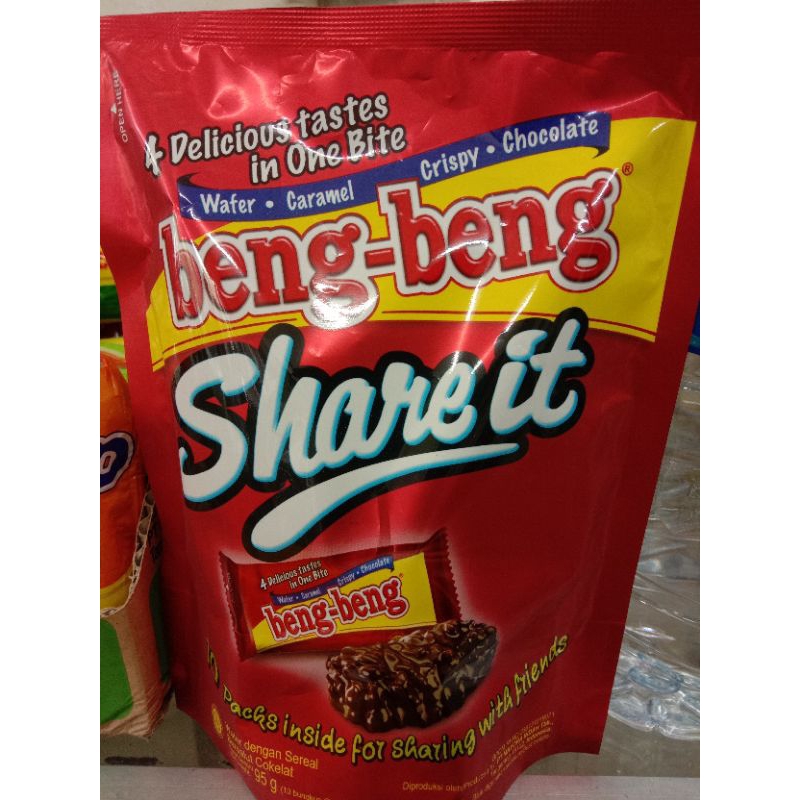 OPEN HERE
4 Delicious tastes
in One Bite
Wafer • Caramel Crispy • Chocolate
beng-beng®
Share it
4 Delicious tastes
in One Bite
Wafer • Caramel Crispy • Chocolate
beng-beng
10 Packs inside for sharing with friends
dengan Sereal
Cokelat
95 g
Diproduksi oleh